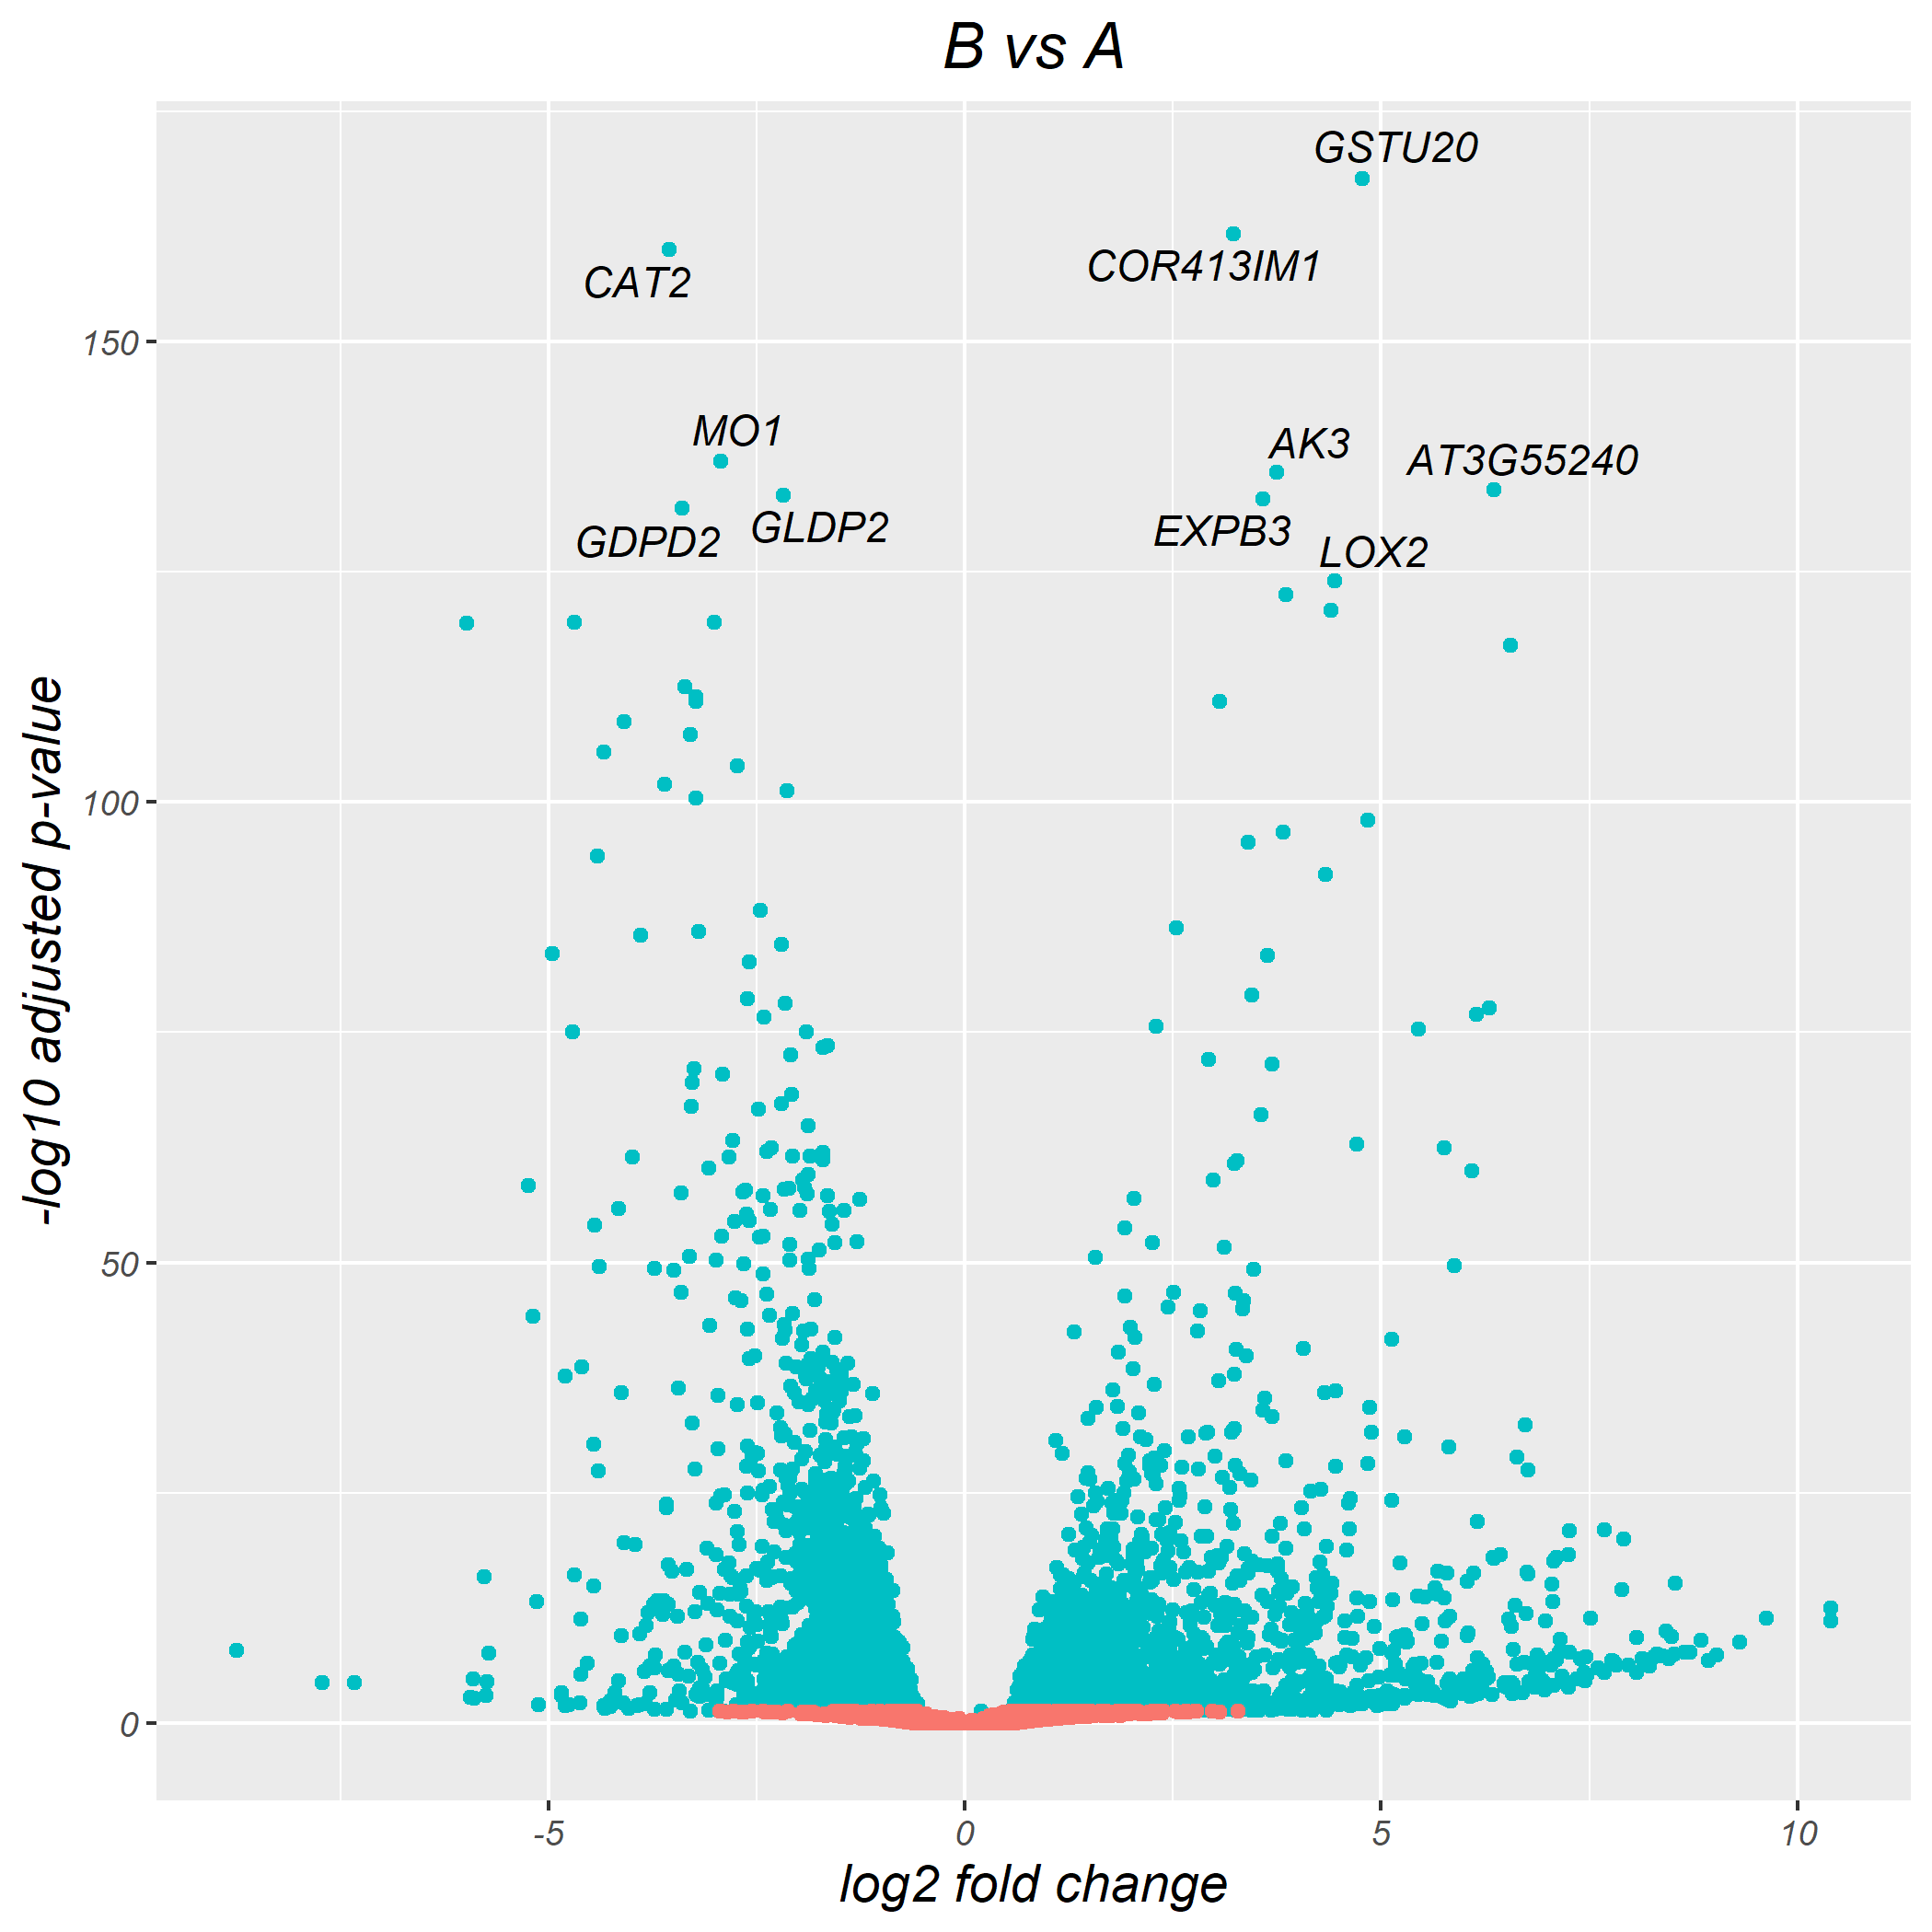 B vs A
GSTU20
COR413IM1
CAT2
150
MO1
AK3
AT3G55240
GDPD2
GLDP2
EXPB3
LOX2
-log10 adjusted p-value
100
50
0
-5
0
5
10
log2 fold change